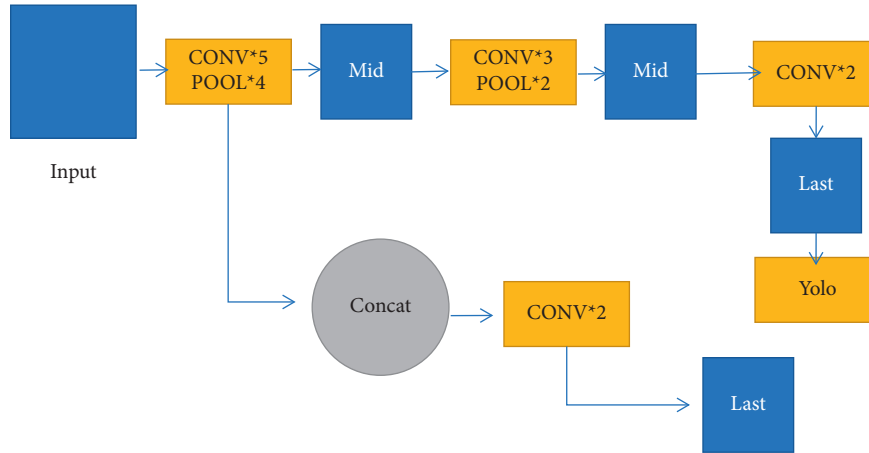 Input
CONV*5
POOL*4
Mid
CONV*3
POOL*2
Mid
CONV*2
Last
Yolo
Concat
CONV*2
Last